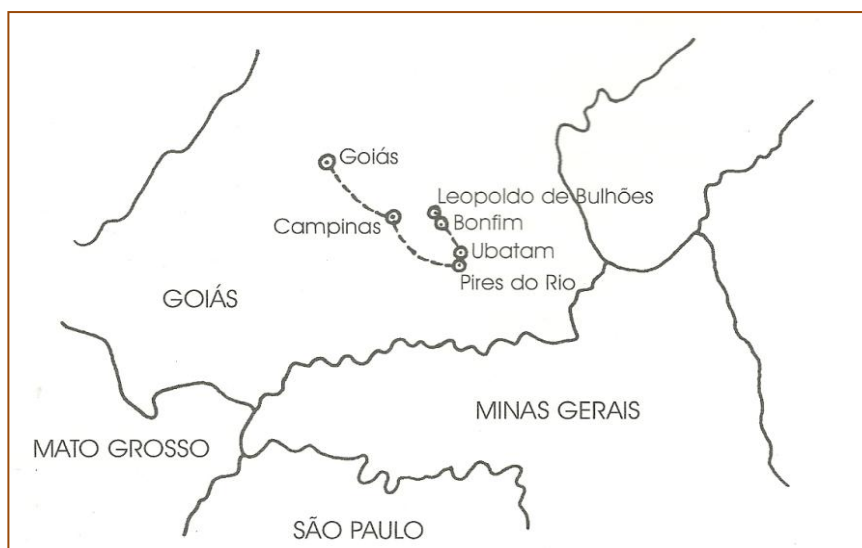 Goiás
Leopoldo de Bulhões
Campinas
Bonfim
Ubatam
Pires do Rio
GOIÁS
MINAS GERAIS
MATO GROSSO
SÃO PAULO